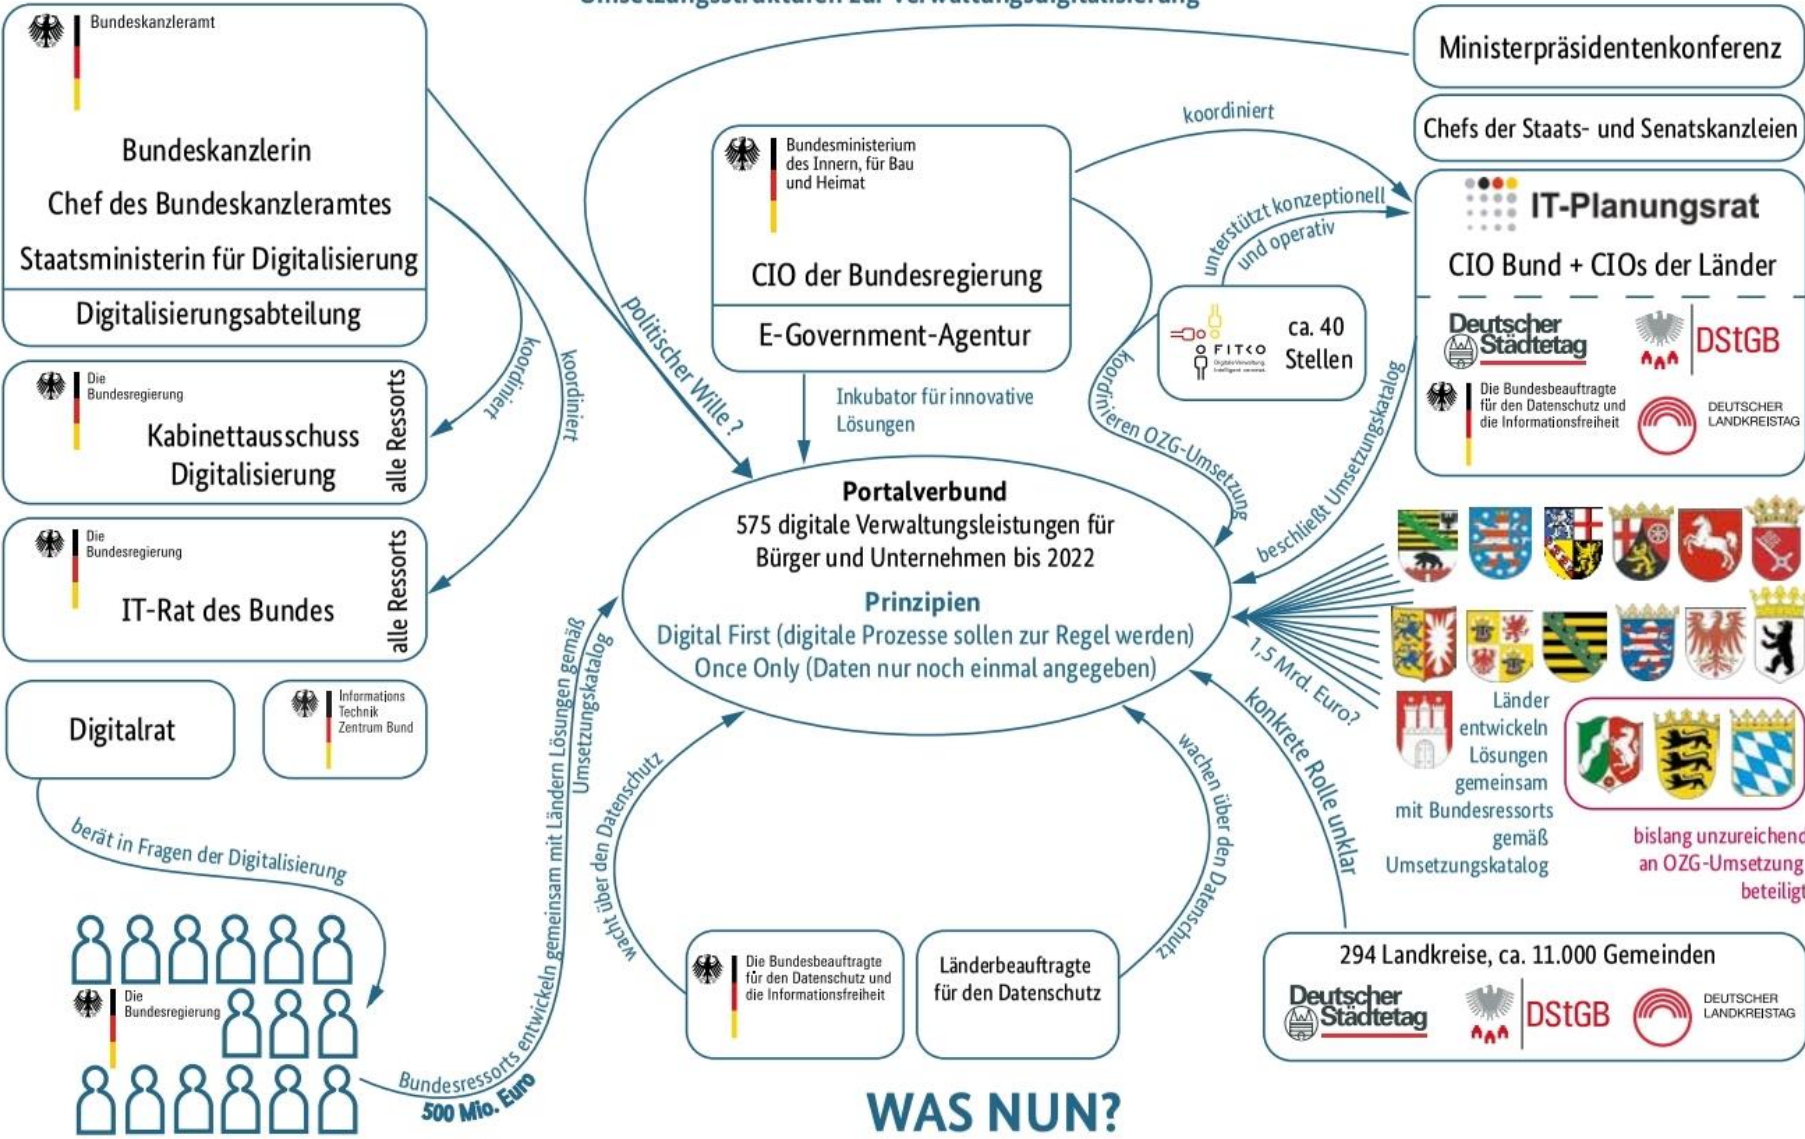 Umsetzungsstrukturen zur Verwaltungsdigitalisierung
Bundeskanzleramt
Bundeskanzlerin
Chef des Bundeskanzleramtes
Staatsministerin für Digitalisierung
Digitalisierungsabteilung
koordiniert
koordiniert
Die
Bundesregierung
Kabinettausschuss
Digitalisierung
alle Ressorts
Die
Bundesregierung
IT-Rat des Bundes
alle Ressorts
Digitalrat
Informations
Technik
Zentrum Bund
berät in Fragen der Digitalisierung
Die
Bundesregierung
Bundesressorts entwickeln gemeinsam mit Ländern Lösungen gemäß
Umsetzungskatalog
500 Mio. Euro
politischer Wille?
Bundesministerium
des Innern, für Bau
und Heimat
CIO der Bundesregierung
E-Government-Agentur
Inkubator für innovative
Lösungen
koordiniert
unterstützt konzeptionell
und operativ
FITKO
ca. 40
Stellen
koordinieren OZG-Umsetzung
Portalverbund
575 digitale Verwaltungsleistungen für
Bürger und Unternehmen bis 2022
Prinzipien
Digital First (digitale Prozesse sollen zur Regel werden)
Once Only (Daten nur noch einmal angegeben)
wacht über den Datenschutz
wachen über den Datenschutz
Die Bundesbeauftragte
für den Datenschutz und
die Informationsfreiheit
Länderbeauftragte
für den Datenschutz
WAS NUN?
Ministerpräsidentenkonferenz
Chefs der Staats- und Senatskanzleien
IT-Planungsrat
CIO Bund + CIOs der Länder
Deutscher
Städtetag
DStGB
Die Bundesbeauftragte
für den Datenschutz und
die Informationsfreiheit
DEUTSCHER
LANDKREISTAG
beschließt Umsetzungskatalog
1,5 Mrd. Euro?
Länder
entwickeln
Lösungen
gemeinsam
mit Bundesressorts
gemäß
Umsetzungskatalog
bislang unzureichend
an OZG-Umsetzung
beteiligt
konkrete Rolle unklar
294 Landkreise, ca. 11.000 Gemeinden
Deutscher
Städtetag
DStGB
DEUTSCHER
LANDKREISTAG